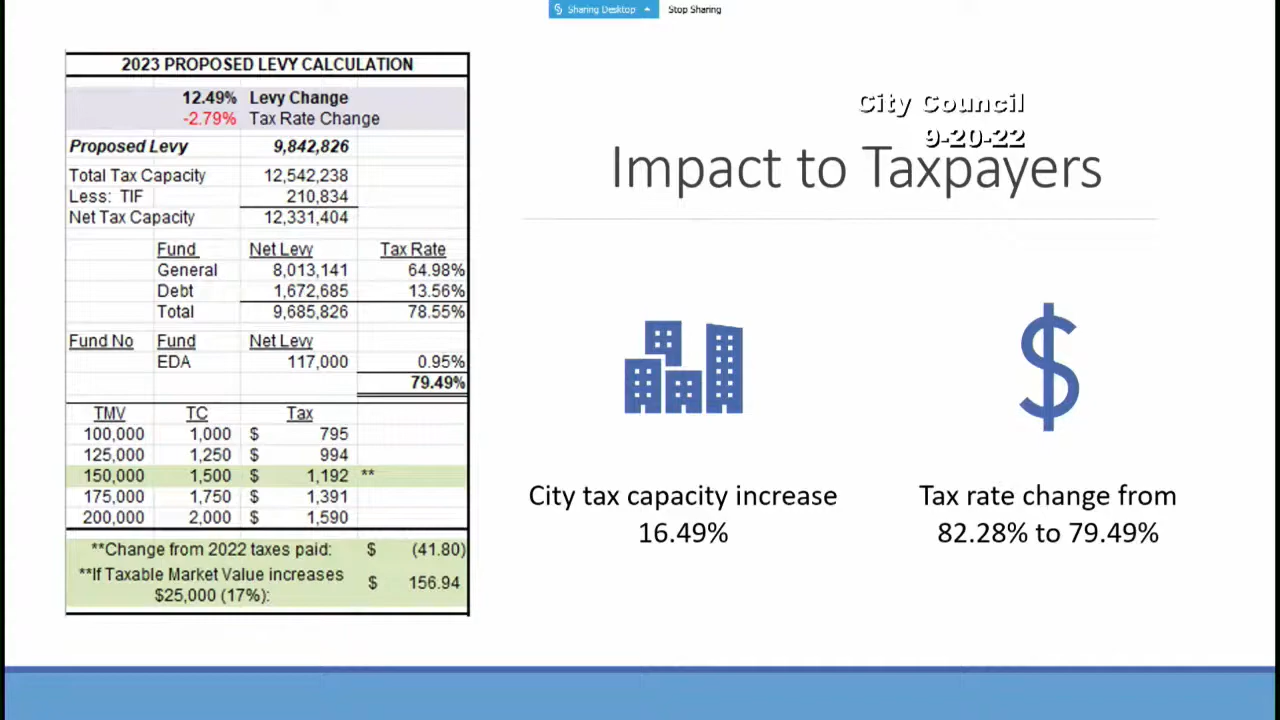 Sharing Desktop Stop Sharing
2023 PROPOSED LEVY CALCULATION
12.49% Levy Change
-2.79% Tax Rate Change
Proposed Levy 9,842,826
Total Tax Capacity 12,542,238
Less: TIF 210,834
Net Tax Capacity 12,331,404
Fund Net Levy Tax Rate
General 8,013,141 64.98%
Debt 1,672,685 13.56%
Total 9,685,826 78.55%
Fund No Fund Net Levy
EDA 117,000 0.95%
79.49%
TMV TC Tax
100,000 1,000 $ 795
125,000 1,250 $ 994
150,000 1,500 $ 1,192 **
175,000 1,750 $ 1,391
200,000 2,000 $ 1,590
**Change from 2022 taxes paid: $ (41.80)
**If Taxable Market Value increases
$25,000 (17%): $ 156.94
City Council
9-20-22
Impact to Taxpayers
$
City tax capacity increase
16.49%
Tax rate change from
82.28% to 79.49%